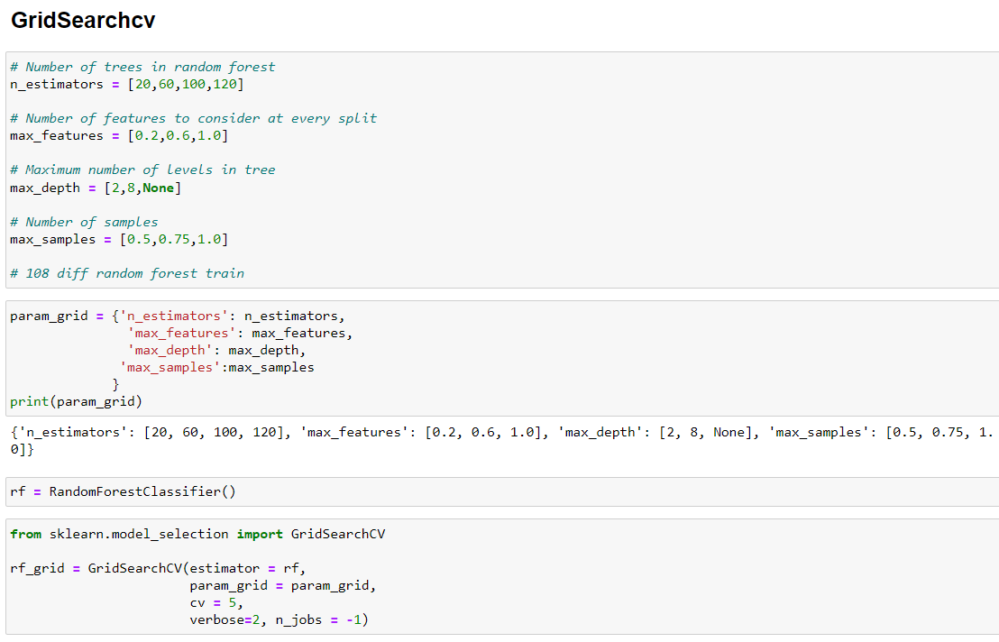 GridSearchcv
# Number of trees in random forest
n_estimators = [20,60,100,120]
# Number of features to consider at every split
max_features = [0.2,0.6,1.0]
# Maximum number of levels in tree
max_depth = [2,8,None]
# Number of samples
max_samples = [0.5,0.75,1.0]
# 108 diff random forest train
param_grid = {'n_estimators': n_estimators,
'max_features': max_features,
'max_depth': max_depth,
'max_samples':max_samples
}
print(param_grid)
{'n_estimators': [20, 60, 100, 120], 'max_features': [0.2, 0.6, 1.0], 'max_depth': [2, 8, None], 'max_samples': [0.5, 0.75, 1.
0]}
rf = RandomForestClassifier()
from sklearn.model_selection import GridSearchCV
rf_grid = GridSearchCV(estimator = rf,
param_grid = param_grid,
cv = 5,
verbose=2, n_jobs = -1)